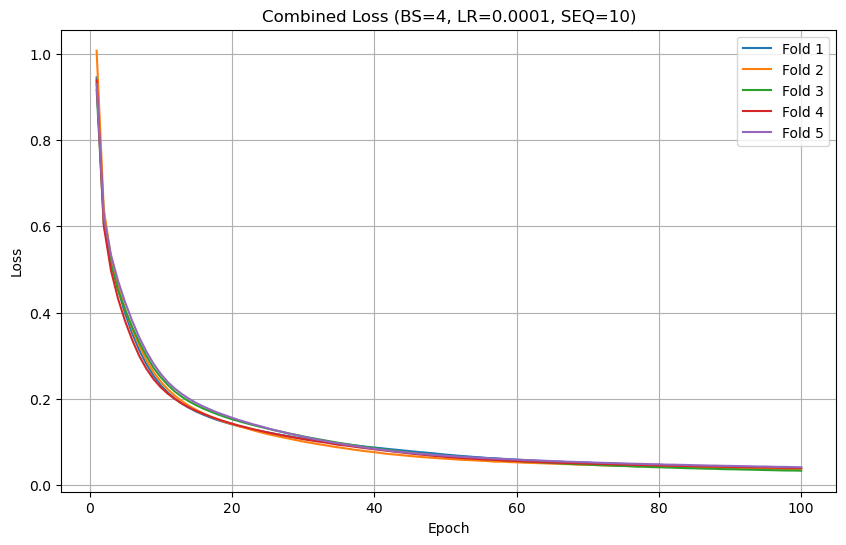 Combined Loss (BS=4, LR=0.0001, SEQ=10)
Fold 1
Fold 2
Fold 3
Fold 4
Fold 5
1.0
0.8
0.6
0.4
0.2
0.0
Loss
0 20 40 60 80 100
Epoch